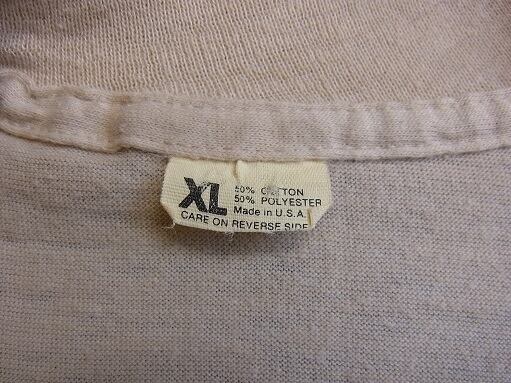 XL
50% COTTON
50% POLYESTER
Made in U.S.A.
CARE ON REVERSE SIDE